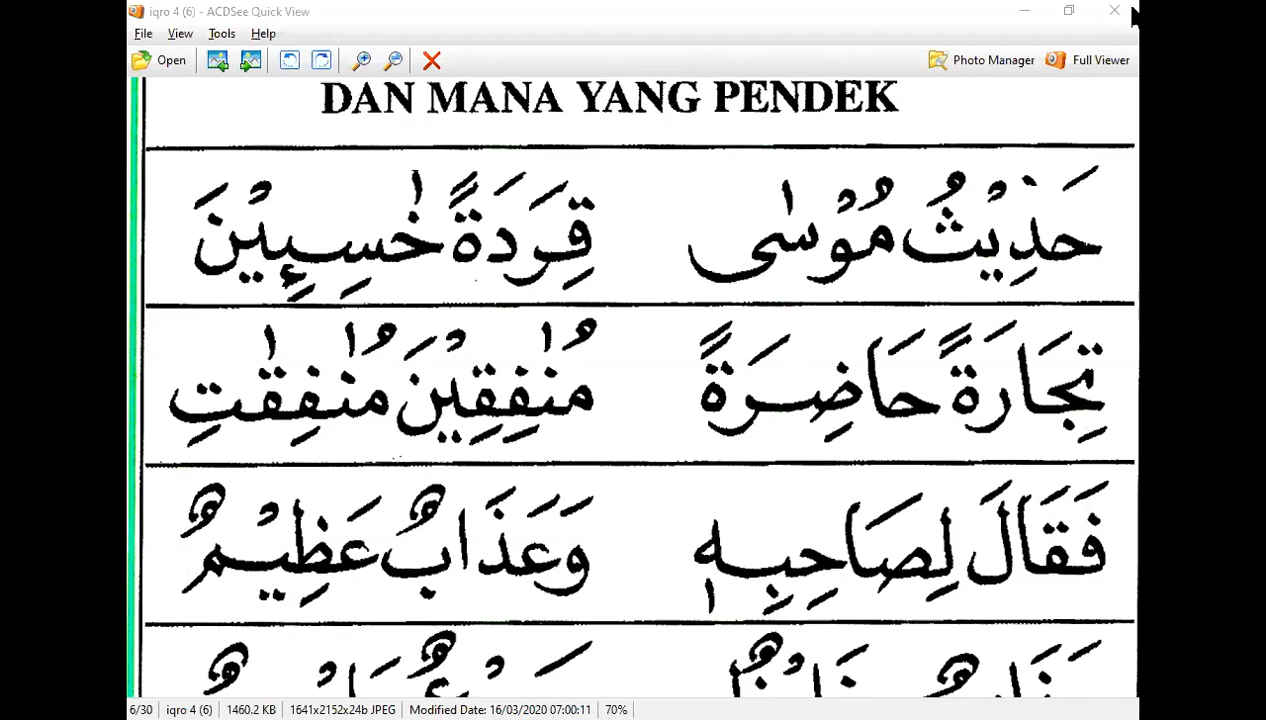 iqro 4 (6) - ACDSee Quick View
File View Tools Help
Open Photo Manager Full Viewer
DAN MANA YANG PENDEK
حَدِيْثُ مُوْسٰى قِرَدَةً خٰسِـِٕيْنَ
تِجَارَةً حَاضِرَةً مُنٰفِقِيْنَ مُنٰفِقٰتِ
فَقَالَ لِصَاحِبِهٖ وَعَذَابٌ عَظِيْمٌ
6/30 iqro 4 (6) 1460.2 KB 1641x2152x24b JPEG Modified Date: 16/03/2020 07:00:11 70%